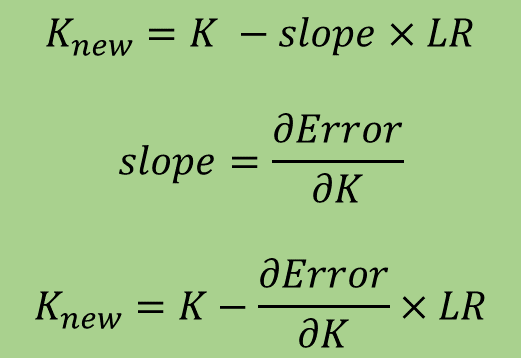 K_new = K − slope × LR
slope = ∂Error / ∂K
K_new = K − ∂Error / ∂K × LR